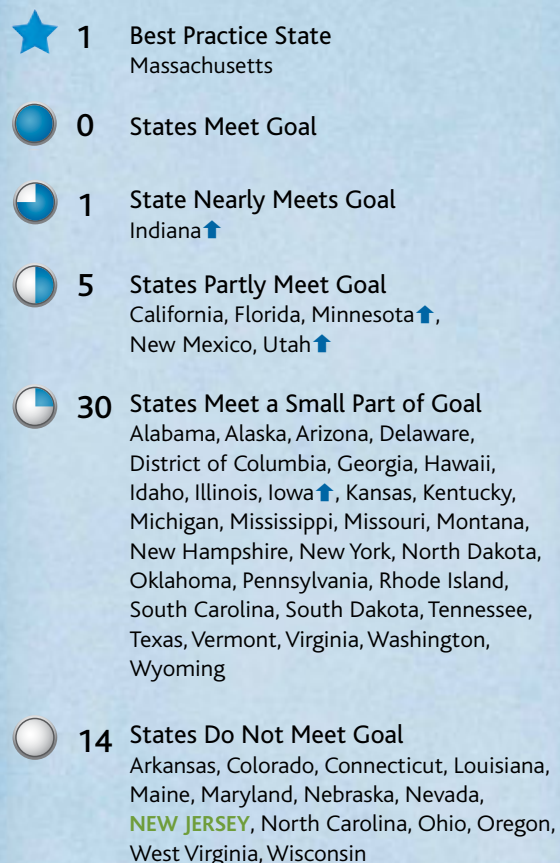 1 Best Practice State
Massachusetts
0 States Meet Goal
1 State Nearly Meets Goal
Indiana⬆
5 States Partly Meet Goal
California, Florida, Minnesota⬆,
New Mexico, Utah⬆
30 States Meet a Small Part of Goal
Alabama, Alaska, Arizona, Delaware,
District of Columbia, Georgia, Hawaii,
Idaho, Illinois, Iowa⬆, Kansas, Kentucky,
Michigan, Mississippi, Missouri, Montana,
New Hampshire, New York, North Dakota,
Oklahoma, Pennsylvania, Rhode Island,
South Carolina, South Dakota, Tennessee,
Texas, Vermont, Virginia, Washington,
Wyoming
14 States Do Not Meet Goal
Arkansas, Colorado, Connecticut, Louisiana,
Maine, Maryland, Nebraska, Nevada,
NEW JERSEY, North Carolina, Ohio, Oregon,
West Virginia, Wisconsin